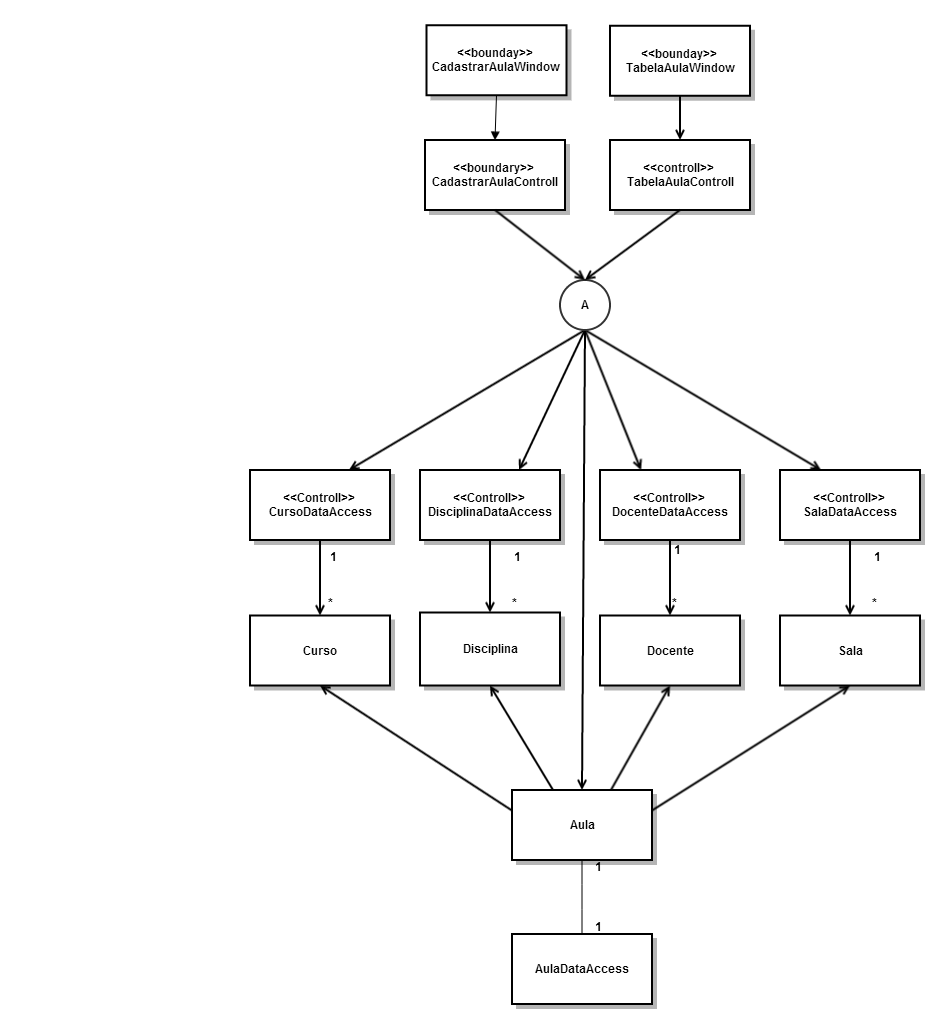 <<bounday>>
CadastrarAulaWindow
<<bounday>>
TabelaAulaWindow
<<boundary>>
CadastrarAulaControll
<<controll>>
TabelaAulaControll
A
<<Controll>>
CursoDataAccess
<<Controll>>
DisciplinaDataAccess
<<Controll>>
DocenteDataAccess
<<Controll>>
SalaDataAccess
1
1
1
1
*
*
*
*
Curso
Disciplina
Docente
Sala
Aula
1
1
AulaDataAccess